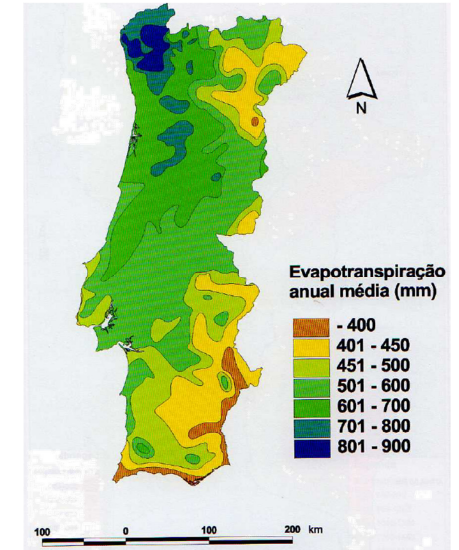 N
Evapotranspiração
anual média (mm)
- 400
401 - 450
451 - 500
501 - 600
601 - 700
701 - 800
801 - 900
100 0 100 200 km